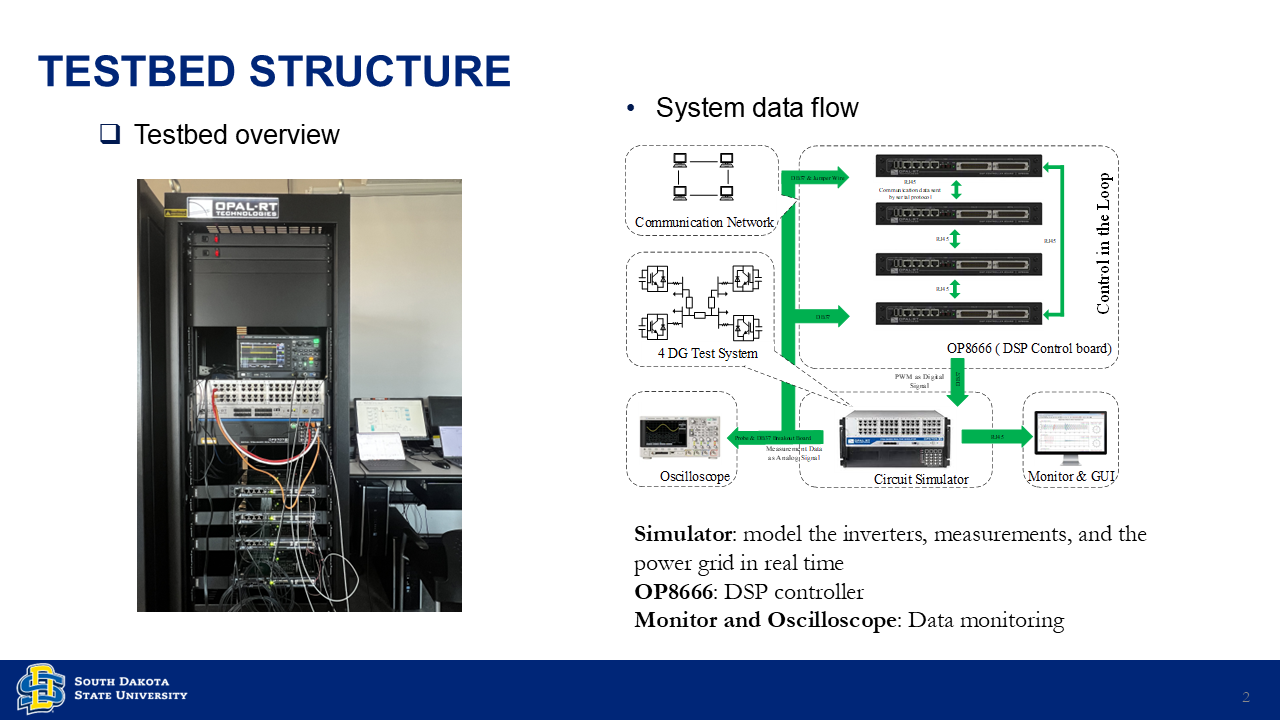 TESTBED STRUCTURE
Testbed overview
OPAL-RT
TECHNOLOGIES
• System data flow
Communication Network
DB37 & Jumper Wire
RJ45
Communication data sent
by serial protocol
RJ45
RJ45
RJ45
Control in the Loop
OP8666 ( DSP Control board)
4 DG Test System
DB37
PWM as Digital
Signal
DB37
Probe & DB37 Breakout Board
Measurement Data
as Analog Signal
RJ45
Oscilloscope
Circuit Simulator
Monitor & GUI
Simulator: model the inverters, measurements, and the
power grid in real time
OP8666: DSP controller
Monitor and Oscilloscope: Data monitoring
SOUTH DAKOTA
STATE UNIVERSITY
2